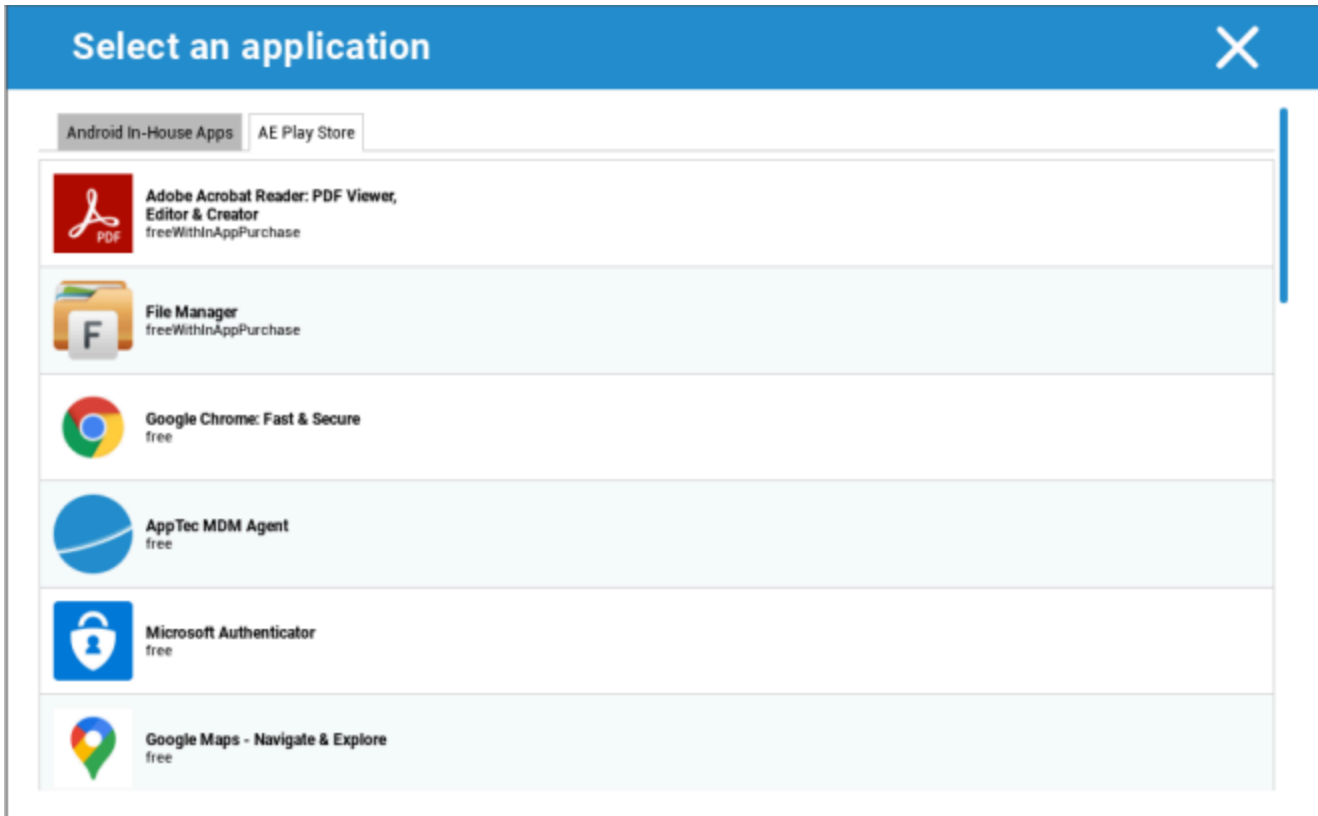 Select an application
Android In-House Apps
AE Play Store
PDF
Adobe Acrobat Reader: PDF Viewer,
Editor & Creator
freeWithInAppPurchase
F
File Manager
freeWithInAppPurchase
Google Chrome: Fast & Secure
free
AppTec MDM Agent
free
Microsoft Authenticator
free
Google Maps - Navigate & Explore
free